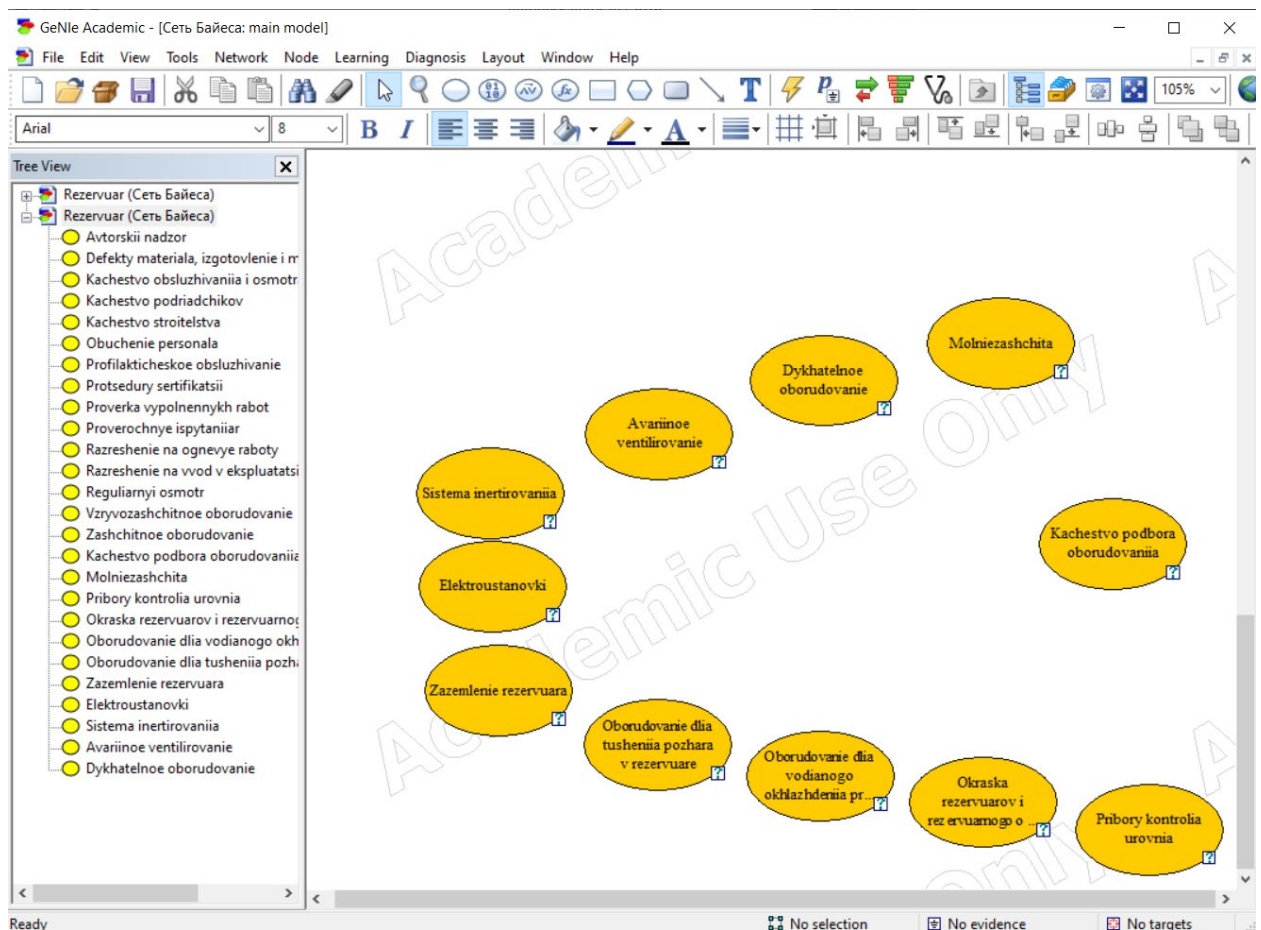 GeNIe Academic - [Сеть Байеса: main model]
File Edit View Tools Network Node Learning Diagnosis Layout Window Help
105%
Arial 8 B I A
Tree View
Rezervuar (Сеть Байеса)
Rezervuar (Сеть Байеса)
Avtorskii nadzor
Defekty materiala, izgotovlenie i m
Kachestvo obsluzhivaniia i osmotr
Kachestvo podriadchikov
Kachestvo stroitelstva
Obuchenie personala
Profilakticheskoe obsluzhivanie
Protsedury sertifikatsii
Proverka vypolnennykh rabot
Proverochnye ispytaniiar
Razreshenie na ognevye raboty
Razreshenie na vvod v ekspluatatsi
Reguliarnyi osmotr
Vzryvozashchitnoe oborudovanie
Zashchitnoe oborudovanie
Kachestvo podbora oborudovaniia
Molniezashchita
Pribory kontrolia urovnia
Okraska rezervuarov i rezervuarnog
Oborudovanie dlia vodianogo okh
Oborudovanie dlia tusheniia pozha
Zazemlenie rezervuara
Elektroustanovki
Sistema inertirovaniia
Avariinoe ventilirovanie
Dykhatelnoe oborudovanie
Academic Use Only
Molniezashchita
Dykhatelnoe
oborudovanie
Avariinoe
ventilirovanie
Sistema inertirovaniia
Kachestvo podbora
oborudovaniia
Elektroustanovki
Zazemlenie rezervuara
Oborudovanie dlia
tusheniia pozhara
v rezervuare
Oborudovanie dlia
vodianogo
okhlazhdeniia pr...
Okraska
rezervuarov i
rezervuarnogo o ...
Pribory kontrolia
urovnia
Ready
No selection
No evidence
No targets